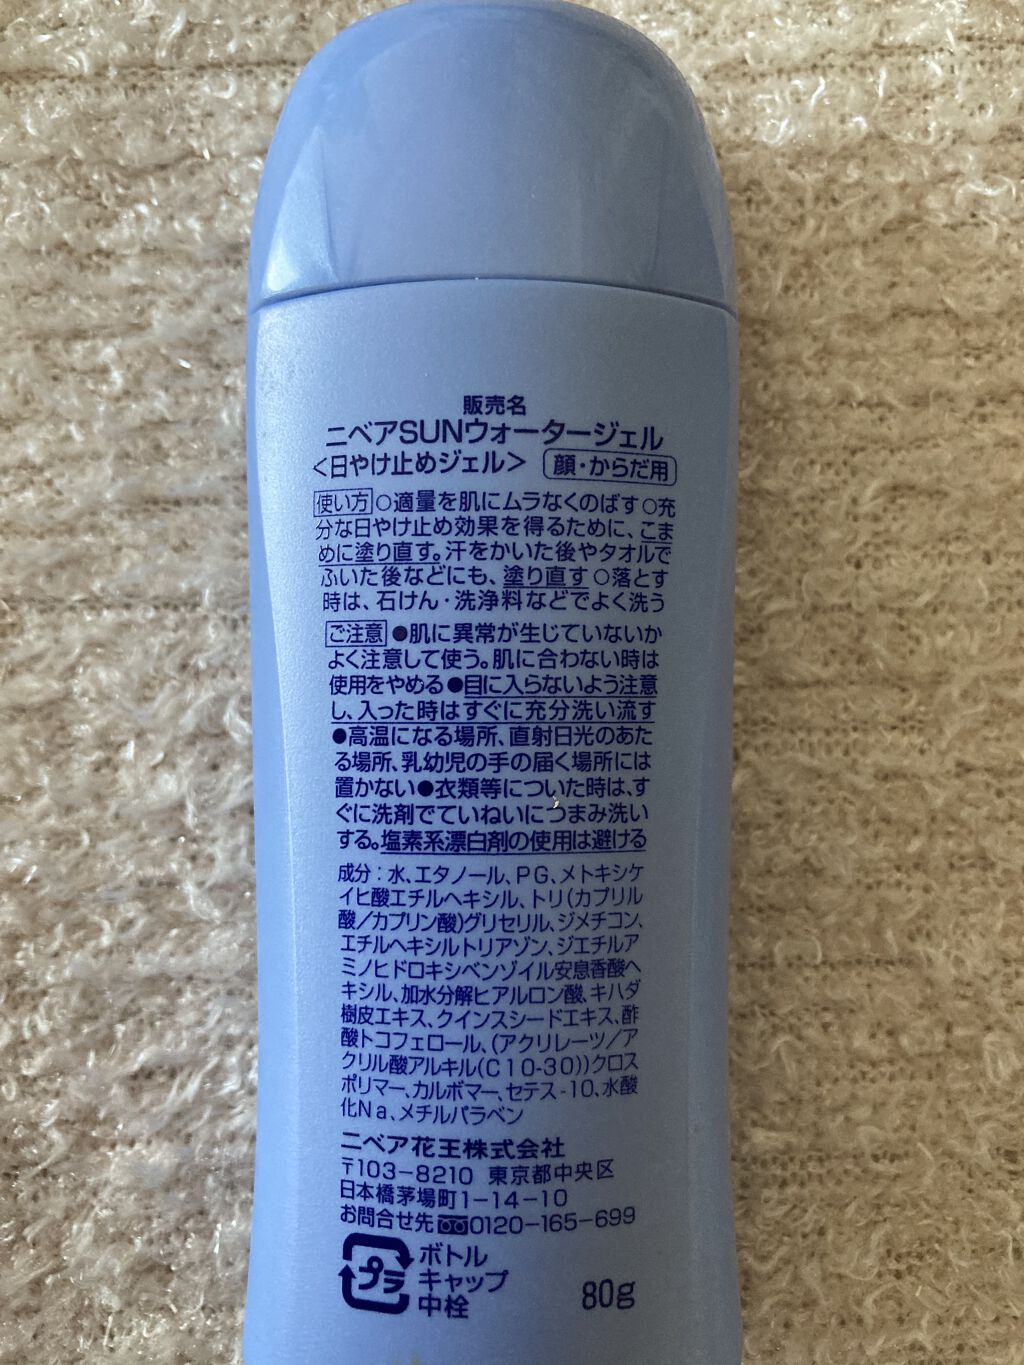 販売名
ニベアSUNウォータージェル
<日やけ止めジェル> 顔・からだ用
使い方 ○適量を肌にムラなくのばす○充
分な日やけ止め効果を得るために、こま
めに塗り直す。汗をかいた後やタオルで
ふいた後などにも、塗り直す○落とす
時は、石けん・洗浄料などでよく洗う
ご注意 ●肌に異常が生じていないか
よく注意して使う。肌に合わない時は
使用をやめる●目に入らないよう注意
し、入った時はすぐに充分洗い流す
●高温になる場所、直射日光のあた
る場所、乳幼児の手の届く場所には
置かない●衣類等についた時は、す
ぐに洗剤でていねいにつまみ洗い
する。塩素系漂白剤の使用は避ける
成分：水、エタノール、PG、メトキシケ
イヒ酸エチルヘキシル、トリ(カプリル
酸／カプリン酸)グリセリル、ジメチコン、
エチルヘキシルトリアゾン、ジエチルア
ミノヒドロキシベンゾイル安息香酸ヘ
キシル、加水分解ヒアルロン酸、キハダ
樹皮エキス、クインスシードエキス、酢
酸トコフェロール、(アクリレーツ／ア
クリル酸アルキル(C10-30))クロス
ポリマー、カルボマー、セテス-10、水酸
化Na、メチルパラベン
ニベア花王株式会社
〒103-8210 東京都中央区
日本橋茅場町1-14-10
お問合せ先 0120-165-699
プラ ボトル
キャップ
中栓
80g